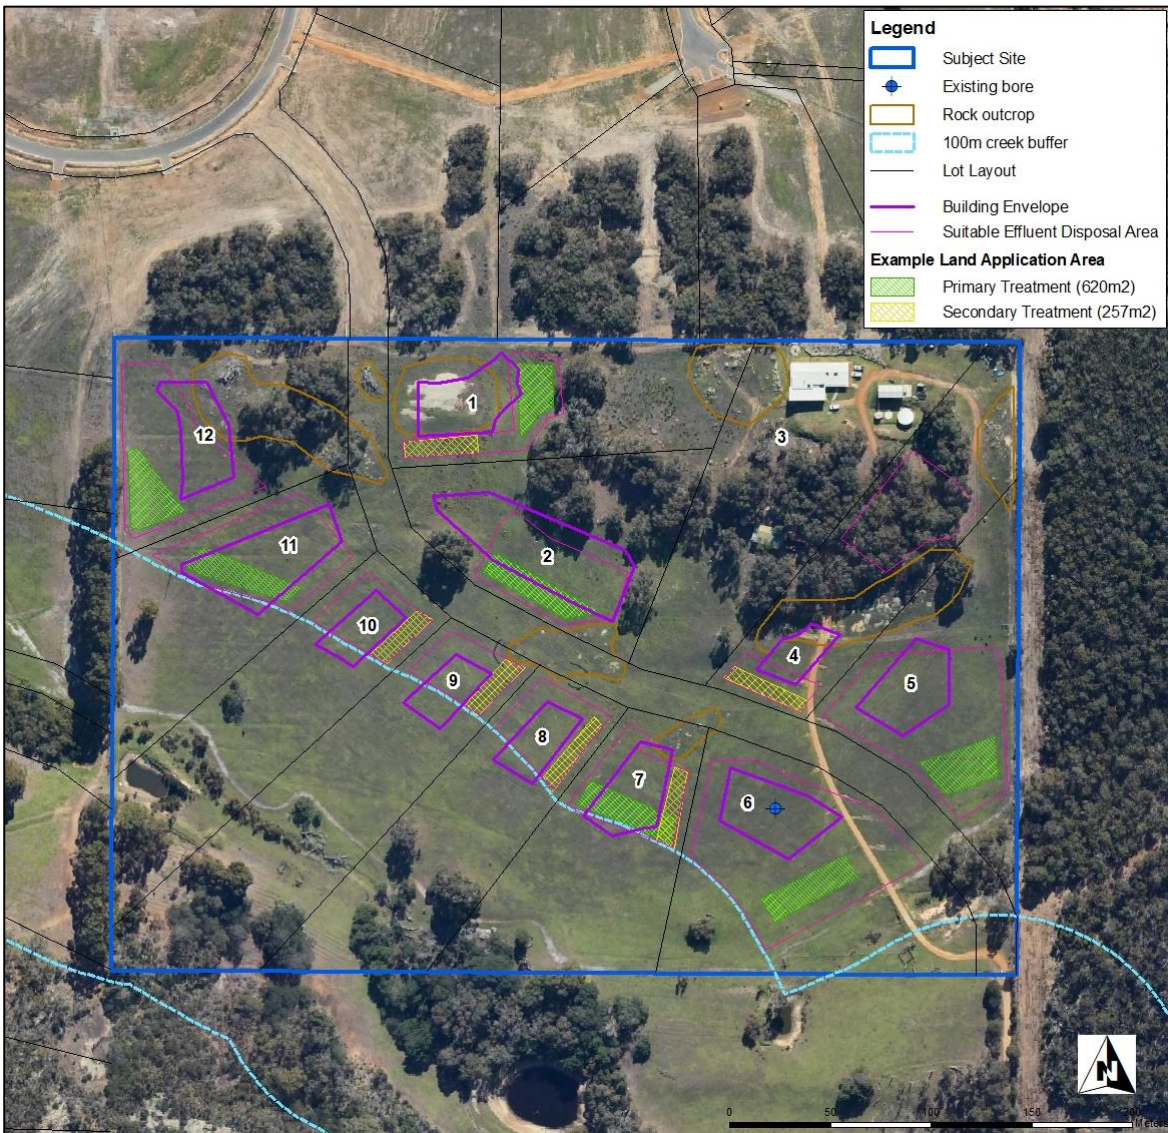 Legend
Subject Site
Existing bore
Rock outcrop
100m creek buffer
Lot Layout
Building Envelope
Suitable Effluent Disposal Area
Example Land Application Area
Primary Treatment (620m2)
Secondary Treatment (257m2)
1
12
3
11
2
10
4
9
5
8
7
6
N
0 50 100 150 200
Meters